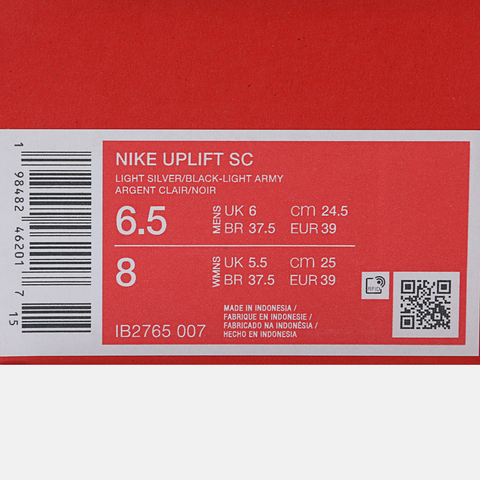 NIKE UPLIFT SC
LIGHT SILVER/BLACK-LIGHT ARMY
ARGENT CLAIR/NOIR
6.5 MENS UK 6 cm 24.5
BR 37.5 EUR 39
8 WMNS UK 5.5 cm 25
BR 37.5 EUR 39
MADE IN INDONESIA /
FABRIQUE EN INDONESIE /
FABRICADO NA INDONÉSIA /
HECHO EN INDONESIA
IB2765 007
1 98482 46201 7 15
RFID